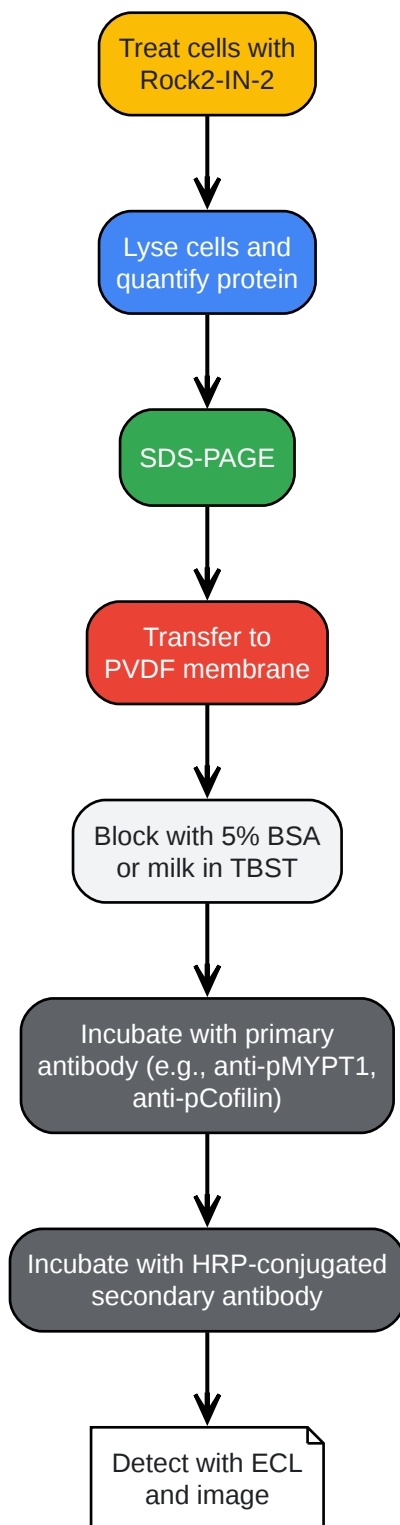 Treat cells with
Rock2-IN-2
Lyse cells and
quantify protein
SDS-PAGE
Transfer to
PVDF membrane
Block with 5% BSA
or milk in TBST
Incubate with primary
antibody (e.g., anti-pMYPT1,
anti-pCofilin)
Incubate with HRP-conjugated
secondary antibody
Detect with ECL
and image